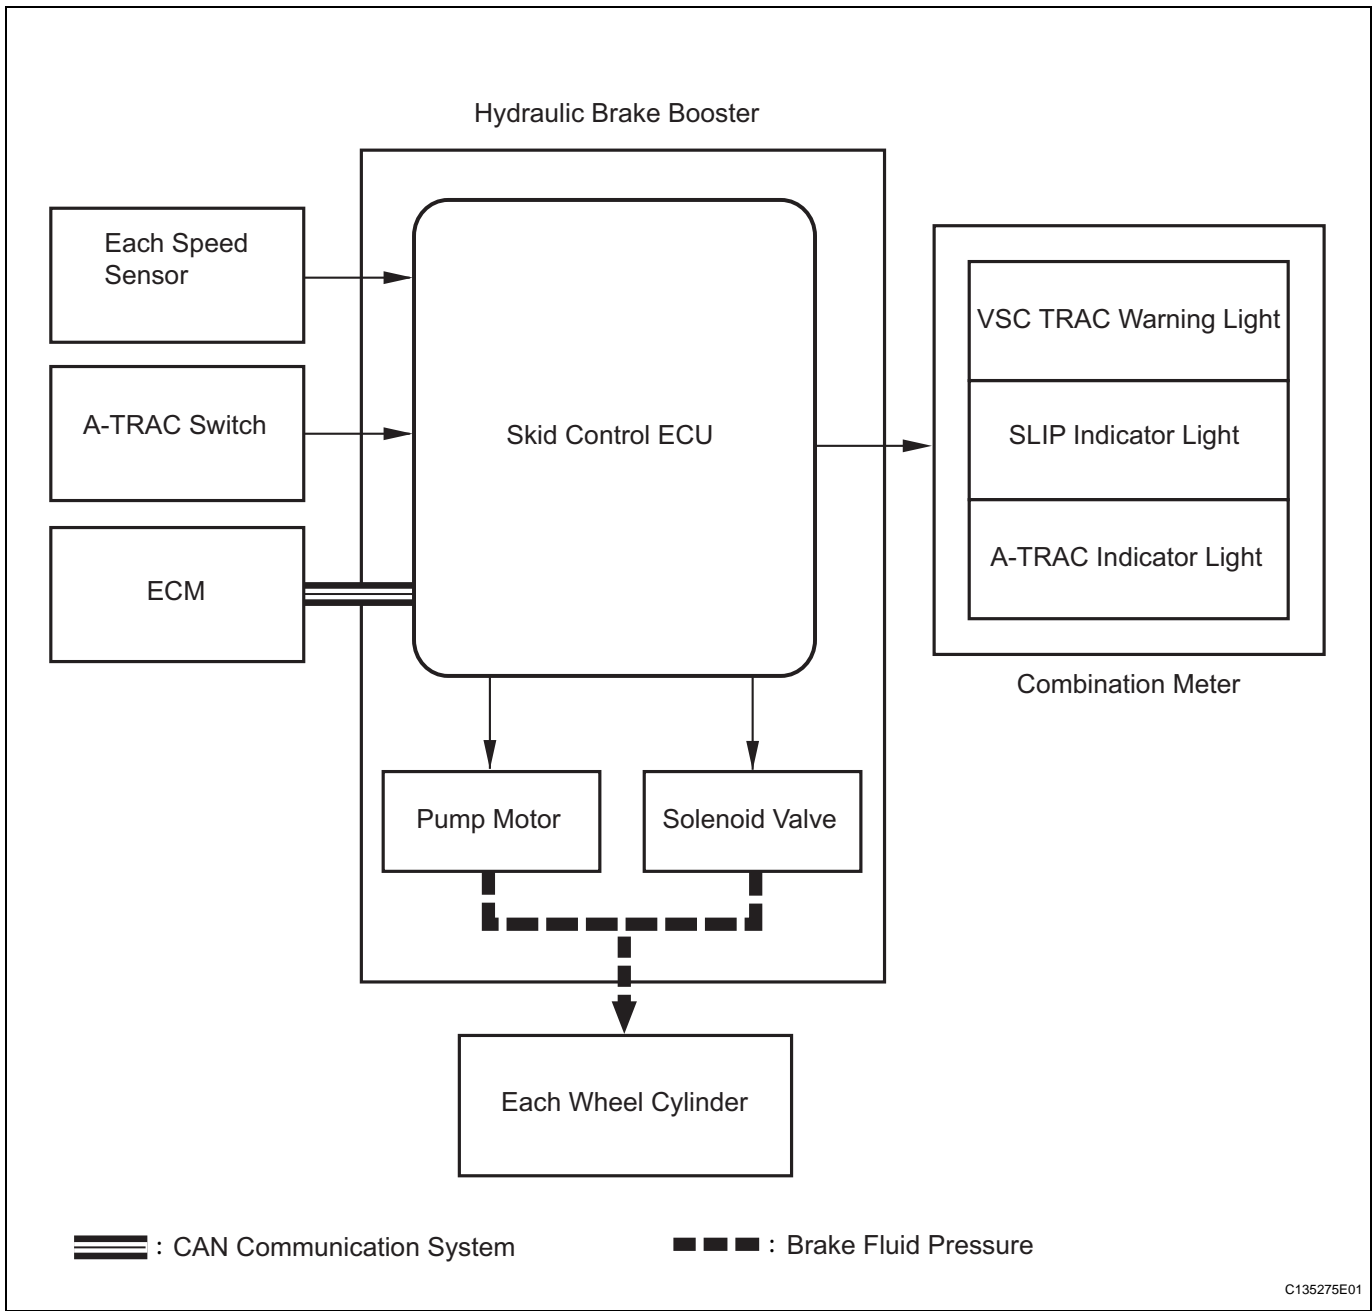 Hydraulic Brake Booster
Each Speed
Sensor
A-TRAC Switch
ECM
Skid Control ECU
VSC TRAC Warning Light
SLIP Indicator Light
A-TRAC Indicator Light
Combination Meter
Pump Motor
Solenoid Valve
Each Wheel Cylinder
: CAN Communication System
: Brake Fluid Pressure
C135275E01